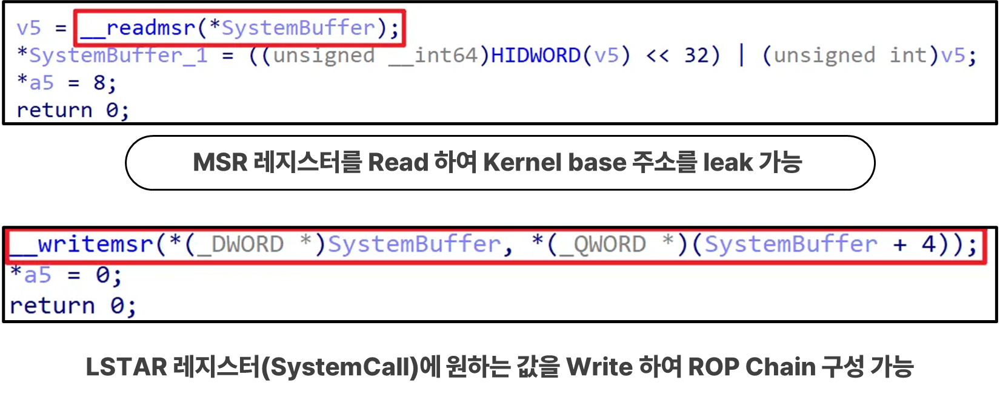 v5 = __readmsr(*SystemBuffer);
*SystemBuffer_1 = ((unsigned __int64)HIDWORD(v5) << 32) | (unsigned int)v5;
*a5 = 8;
return 0;
MSR 레지스터를 Read 하여 Kernel base 주소를 leak 가능
__writemsr(*(_DWORD *)SystemBuffer, *(_QWORD *)(SystemBuffer + 4));
*a5 = 0;
return 0;
LSTAR 레지스터(SystemCall)에 원하는 값을 Write 하여 ROP Chain 구성 가능